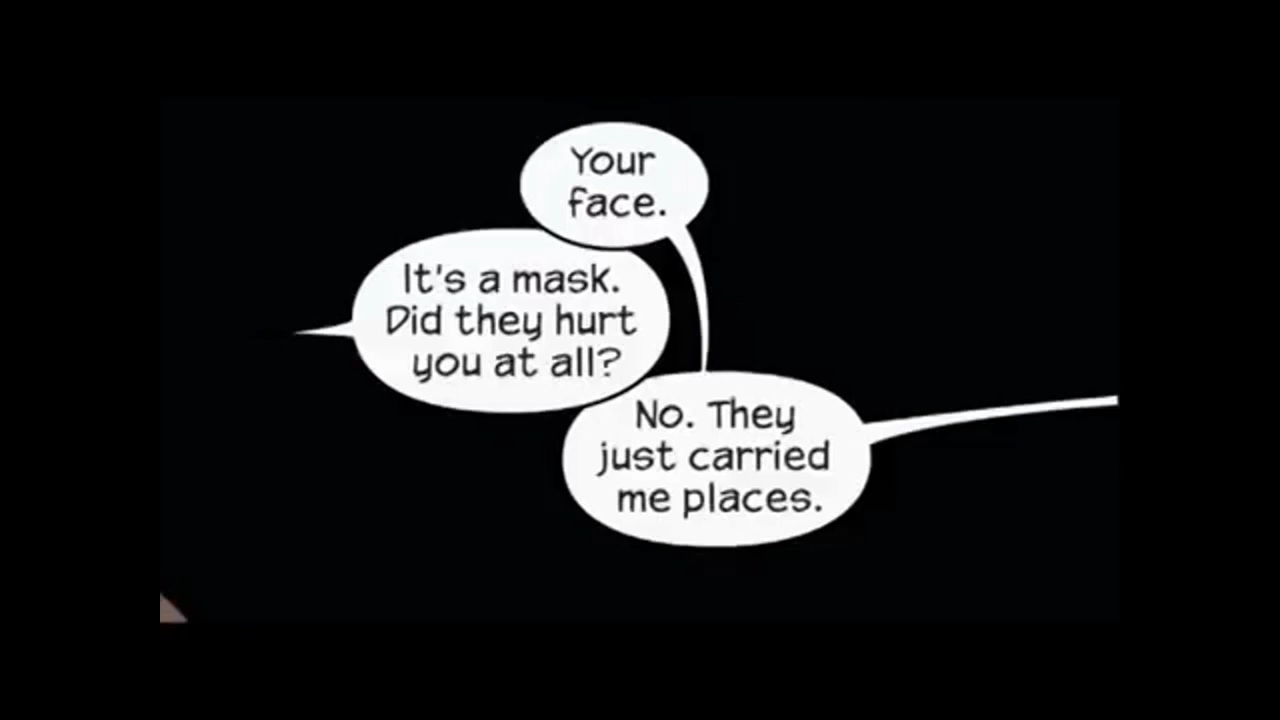 Your
face.
It's a mask.
Did they hurt
you at all?
No. They
just carried
me places.